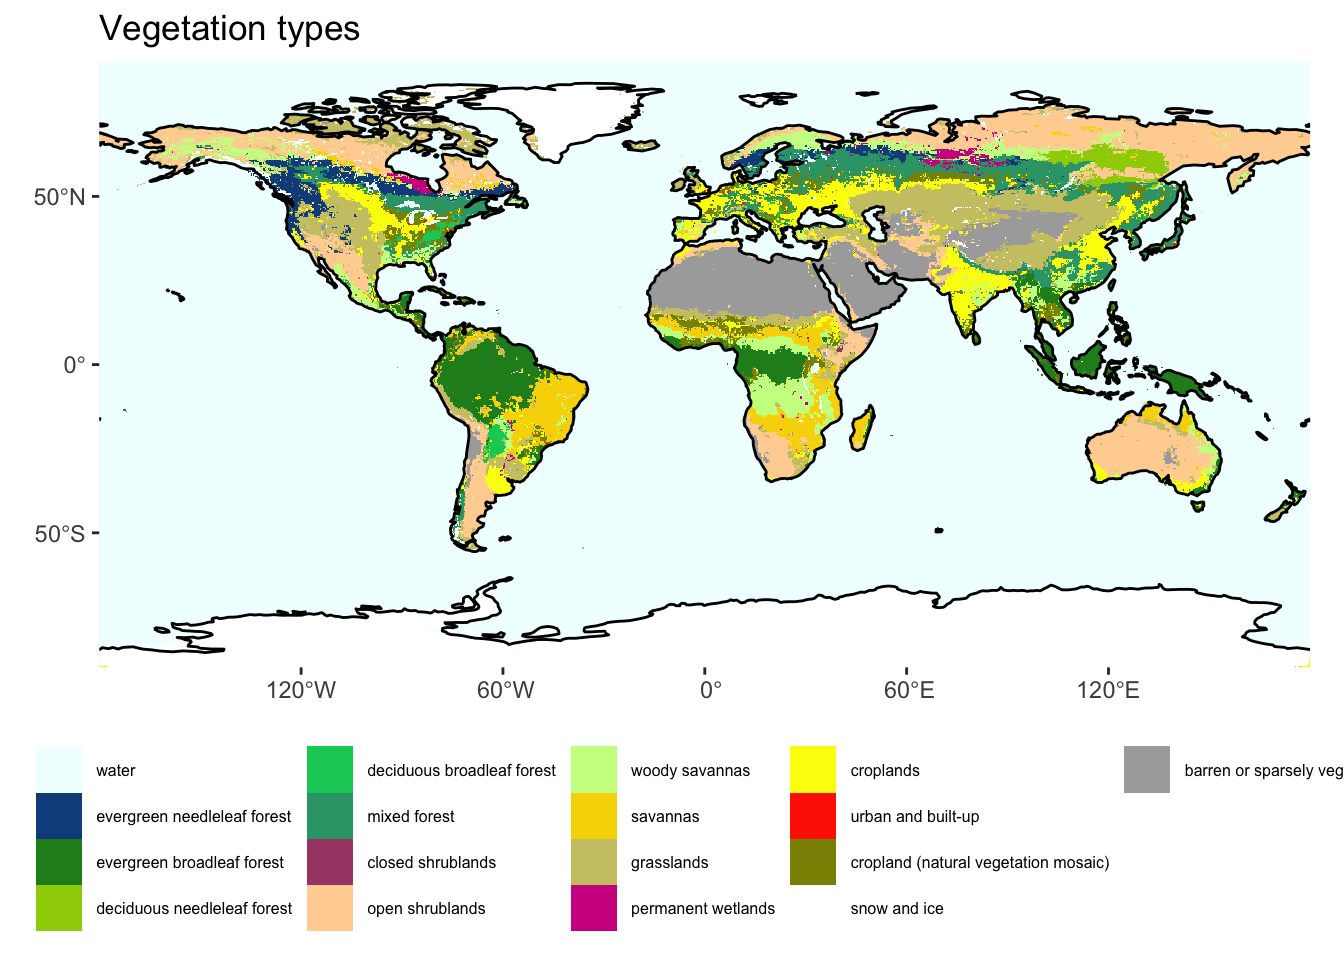 Vegetation types
50°N
0°
50°S
120°W
60°W
0°
60°E
120°E
water
evergreen needleleaf forest
evergreen broadleaf forest
deciduous needleleaf forest
deciduous broadleaf forest
mixed forest
closed shrublands
open shrublands
woody savannas
savannas
grasslands
permanent wetlands
croplands
urban and built-up
cropland (natural vegetation mosaic)
snow and ice
barren or sparsely veg